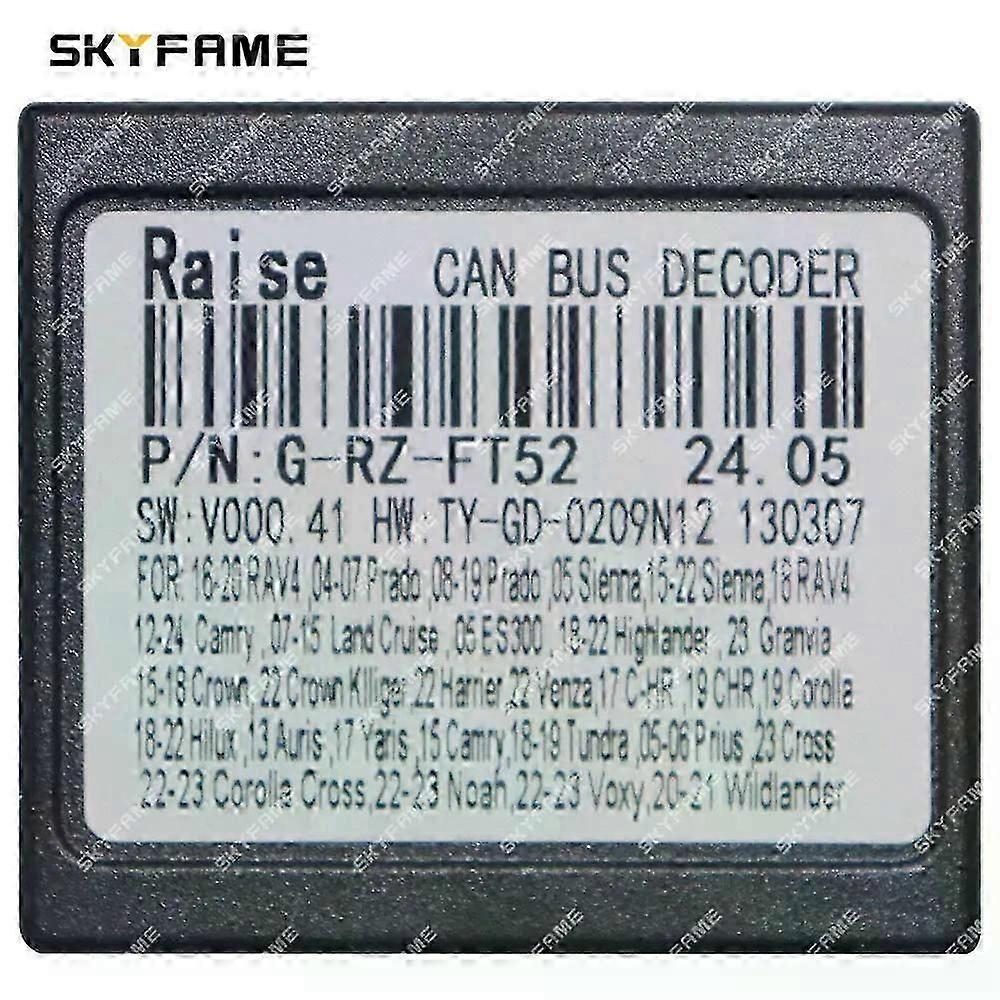 SKYFAME
Raise CAN BUS DECODER
P/N:G-RZ-FT52 24.05
SW:V000.41 HW:TY-GD-0209N12 130307
FOR: 16-20 RAV4 ,04-07 Prado ,08-19 Prado ,05 Sienna,15-22 Sienna,18 RAV4
12-24 Camry ,07-15 Land Cruise ,05 ES300 ,18-22 Highlander ,23 Granvia
15-18 Crown ,22 Crown Klliger,22 Harrier,22 Venza,17 C-HR ,19 CHR,19 Corolla
18-22 Hilux ,13 Auris ,17 Yaris ,15 Camry,18-19 Tundra ,05-06 Prius ,23 Cross
22-23 Corolla Cross,22-23 Noah,22-23 Voxy,20-21 Wildlander